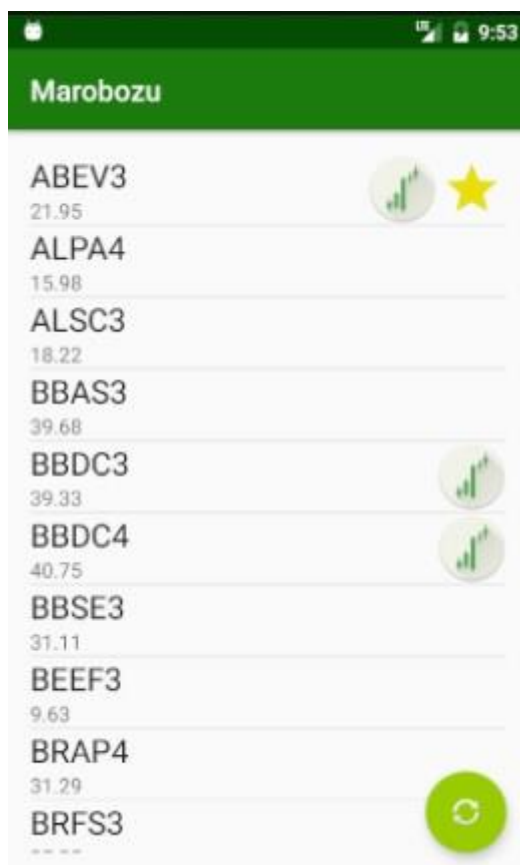 LTE 9:53
Marobozu
ABEV3
21.95
ALPA4
15.98
ALSC3
18.22
BBAS3
39.68
BBDC3
39.33
BBDC4
40.75
BBSE3
31.11
BEEF3
9.63
BRAP4
31.29
BRFS3